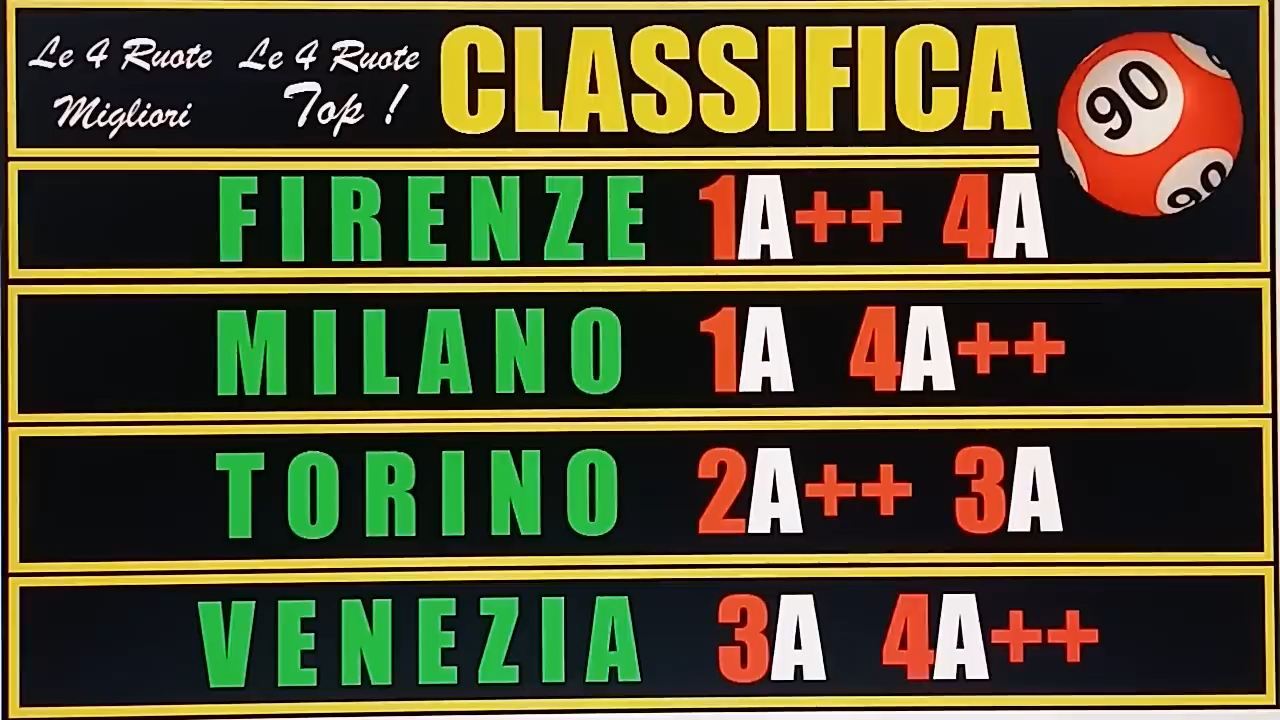 Le 4 Ruote Migliori
Le 4 Ruote Top !
CLASSIFICA
90
90
FIRENZE 1A++ 4A
MILANO 1A 4A++
TORINO 2A++ 3A
VENEZIA 3A 4A++